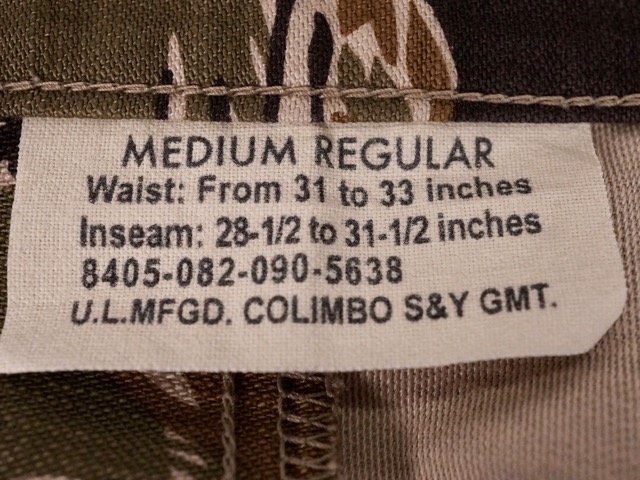 MEDIUM REGULAR
Waist: From 31 to 33 inches
Inseam: 28-1/2 to 31-1/2 inches
8405-082-090-5638
U.L.MFGD. COLIMBO S&Y GMT.